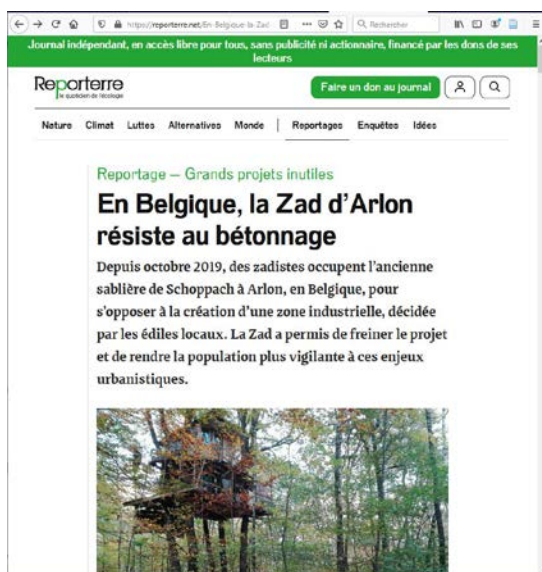 https://reporterre.net/En-Belgique-la-Zad
Rechercher
Journal indépendant, en accès libre pour tous, sans publicité ni actionnaire, financé par les dons de ses
lecteurs
Reporterre
le quotidien de l'écologie
Faire un don au journal
Nature Climat Luttes Alternatives Monde | Reportages Enquêtes Idées
Reportage — Grands projets inutiles
En Belgique, la Zad d'Arlon
résiste au bétonnage
Depuis octobre 2019, des zadistes occupent l'ancienne
sablière de Schoppach à Arlon, en Belgique, pour
s'opposer à la création d'une zone industrielle, décidée
par les édiles locaux. La Zad a permis de freiner le projet
et de rendre la population plus vigilante à ces enjeux
urbanistiques.